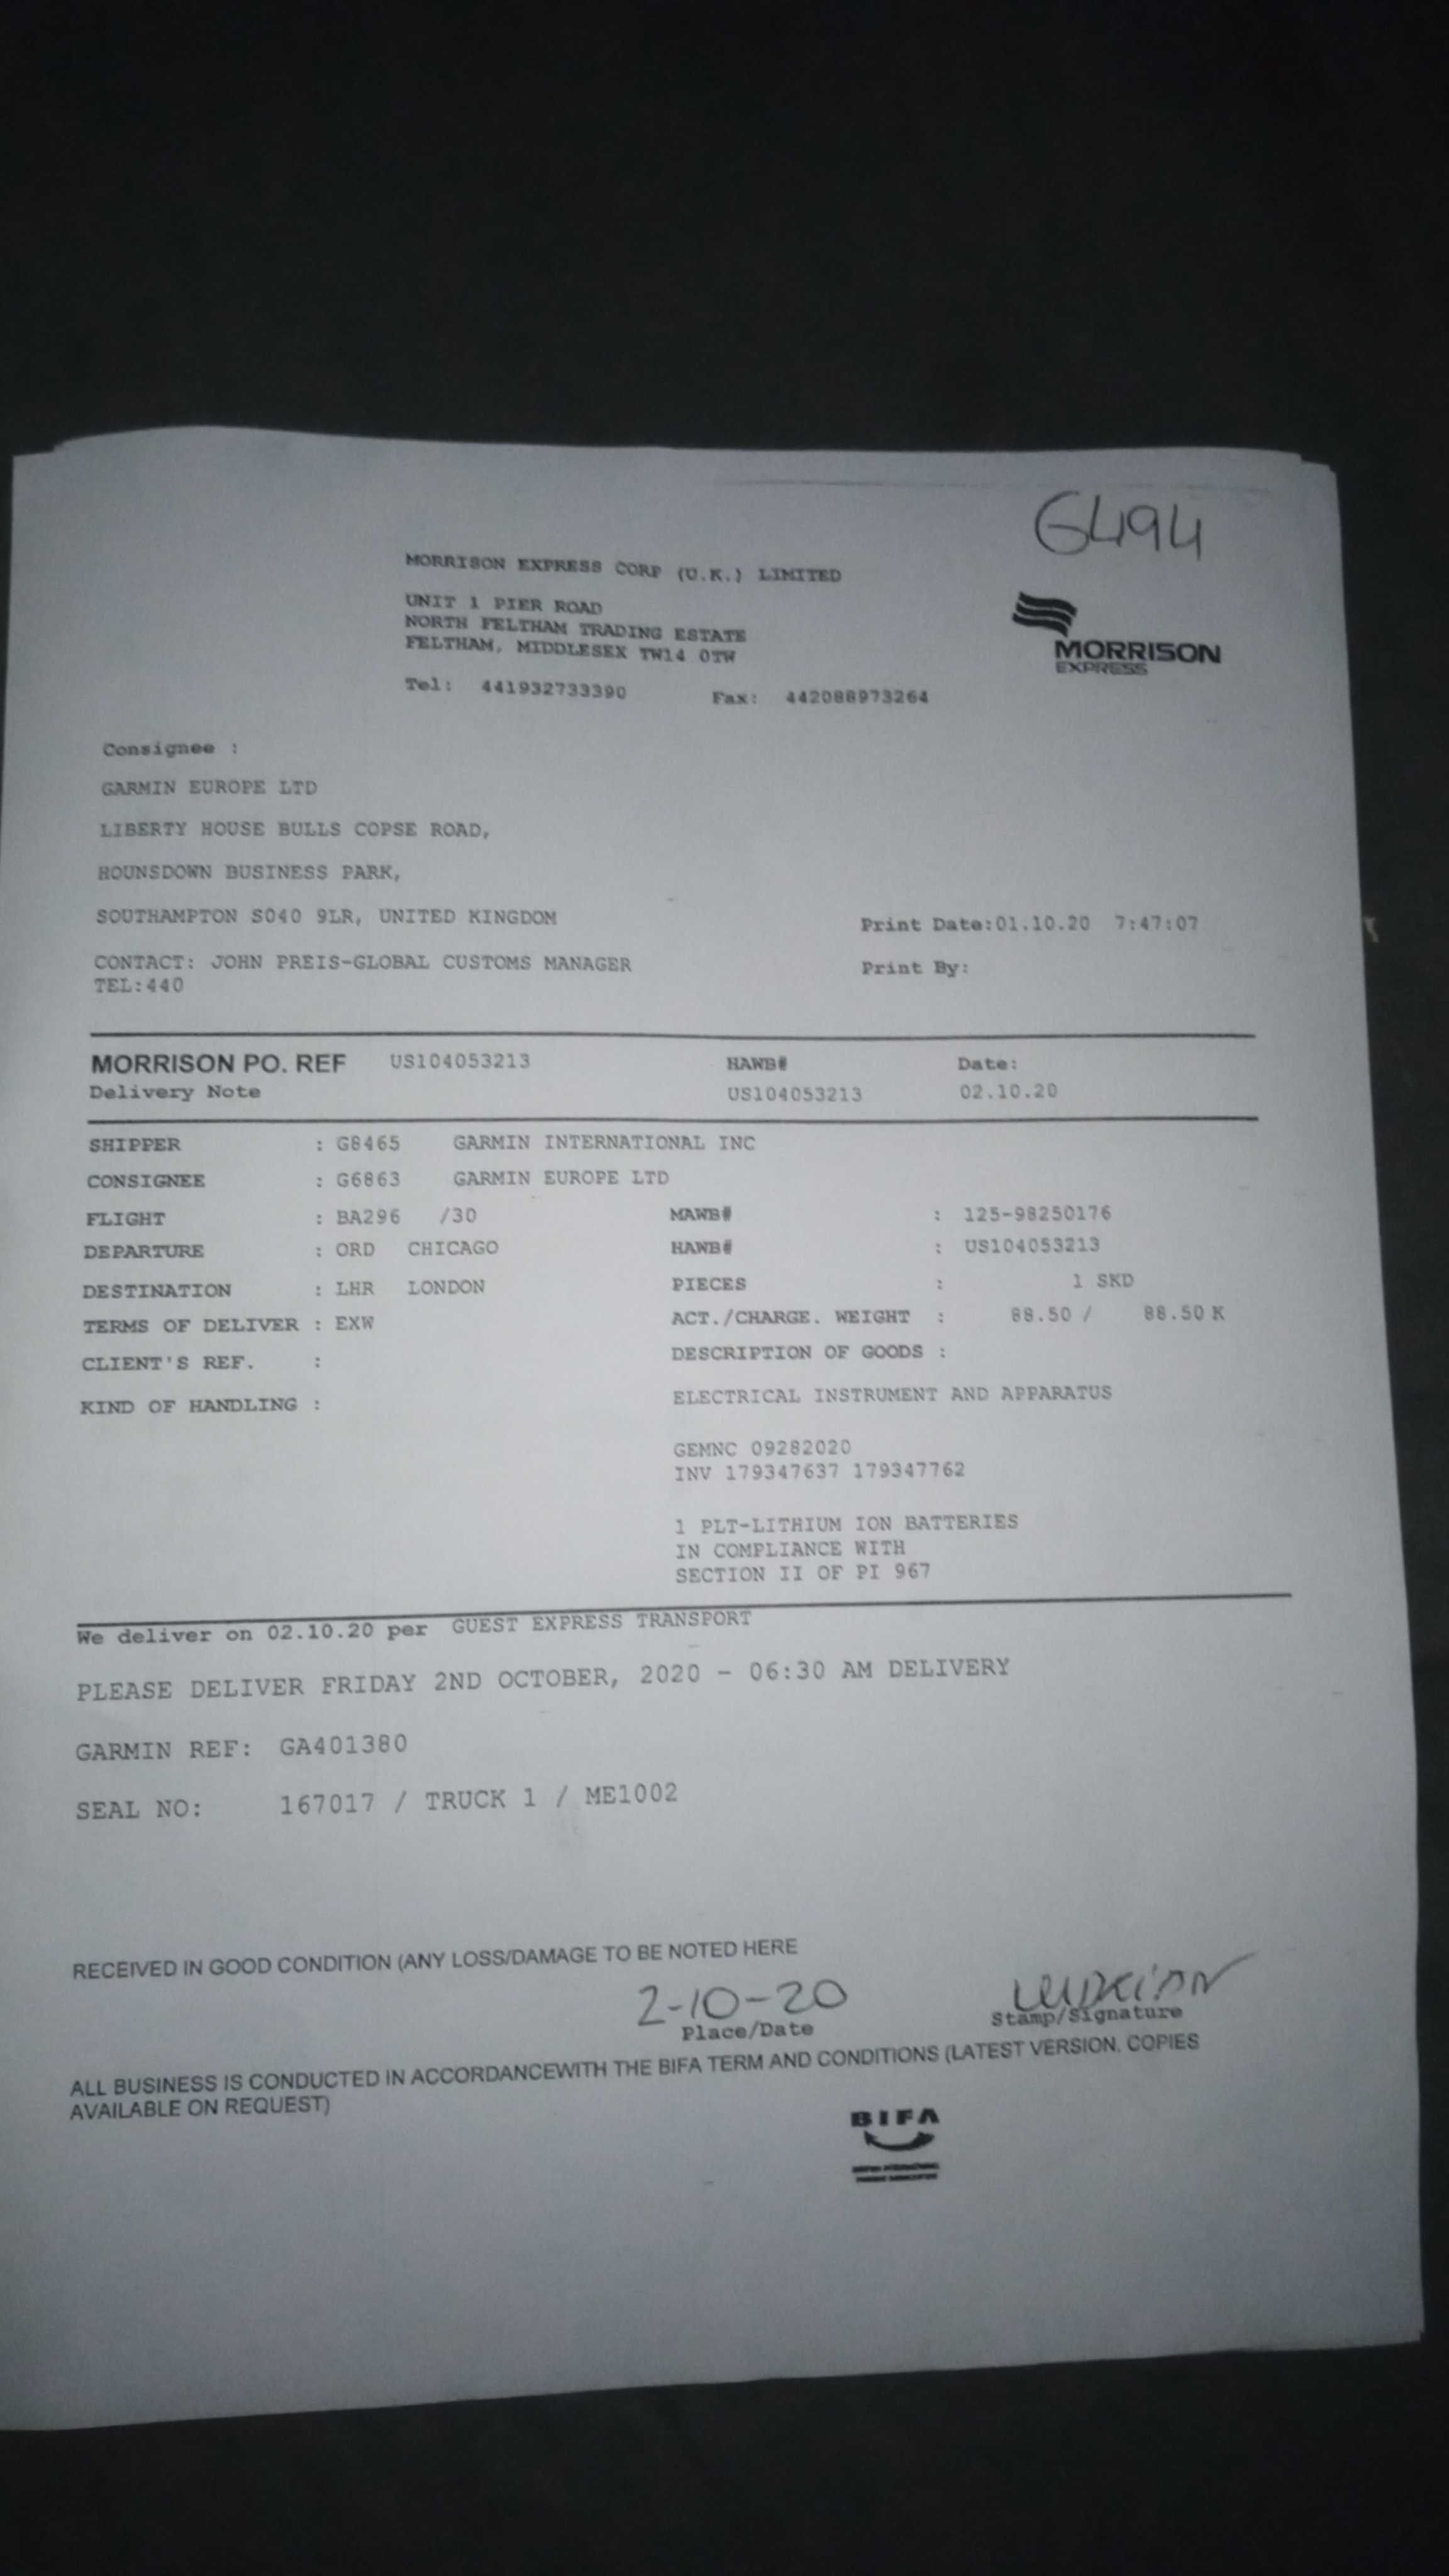 6494
MORRISON EXPRESS CORP (U.K.) LIMITED
UNIT 1 PIER ROAD
NORTH FELTHAM TRADING ESTATE
FELTHAM, MIDDLESEX TW14 0TW
Tel: 441932733390 Fax: 442088973264
MORRISON
EXPRESS
Consignee :
GARMIN EUROPE LTD
LIBERTY HOUSE BULLS COPSE ROAD,
HOUNSDOWN BUSINESS PARK,
SOUTHAMPTON SO40 9LR, UNITED KINGDOM
Print Date:01.10.20 7:47:07
CONTACT: JOHN PREIS-GLOBAL CUSTOMS MANAGER
Print By:
TEL:440
MORRISON PO. REF US104053213 HAWB# Date:
Delivery Note US104053213 02.10.20
SHIPPER : G8465 GARMIN INTERNATIONAL INC
CONSIGNEE : G6863 GARMIN EUROPE LTD
FLIGHT : BA296 /30 MAWB# : 125-98250176
DEPARTURE : ORD CHICAGO HAWB# : US104053213
DESTINATION : LHR LONDON PIECES : 1 SKD
TERMS OF DELIVER : EXW ACT./CHARGE. WEIGHT : 88.50 / 88.50 K
CLIENT'S REF. : DESCRIPTION OF GOODS :
KIND OF HANDLING : ELECTRICAL INSTRUMENT AND APPARATUS
GEMNC 09282020
INV 179347637 179347762
1 PLT-LITHIUM ION BATTERIES
IN COMPLIANCE WITH
SECTION II OF PI 967
We deliver on 02.10.20 per GUEST EXPRESS TRANSPORT
PLEASE DELIVER FRIDAY 2ND OCTOBER, 2020 - 06:30 AM DELIVERY
GARMIN REF: GA401380
SEAL NO: 167017 / TRUCK 1 / ME1002
RECEIVED IN GOOD CONDITION (ANY LOSS/DAMAGE TO BE NOTED HERE
2-10-20
Place/Date Stamp/Signature
ALL BUSINESS IS CONDUCTED IN ACCORDANCEWITH THE BIFA TERM AND CONDITIONS (LATEST VERSION. COPIES
AVAILABLE ON REQUEST)
BIFA